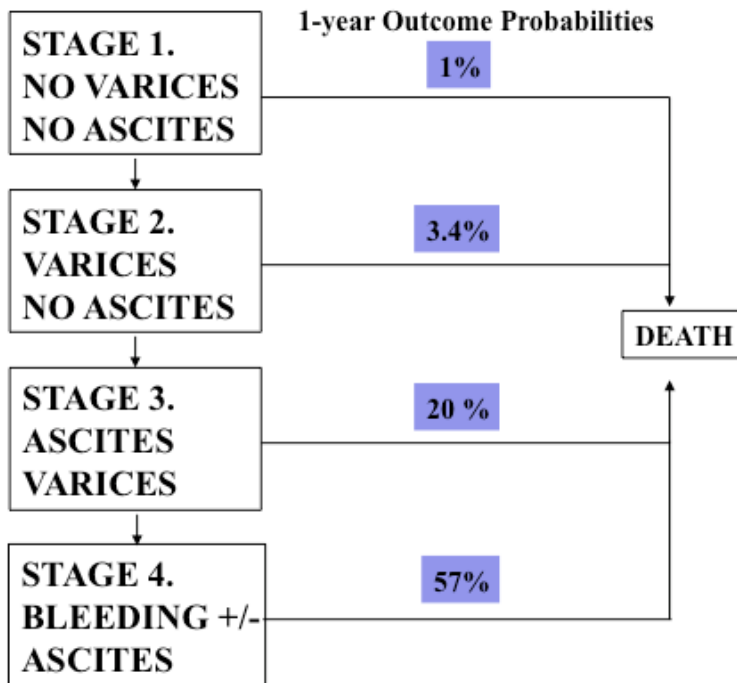 1-year Outcome Probabilities
STAGE 1.
NO VARICES
NO ASCITES
1%
STAGE 2.
VARICES
NO ASCITES
3.4%
DEATH
STAGE 3.
ASCITES
VARICES
20 %
STAGE 4.
BLEEDING +/-
ASCITES
57%